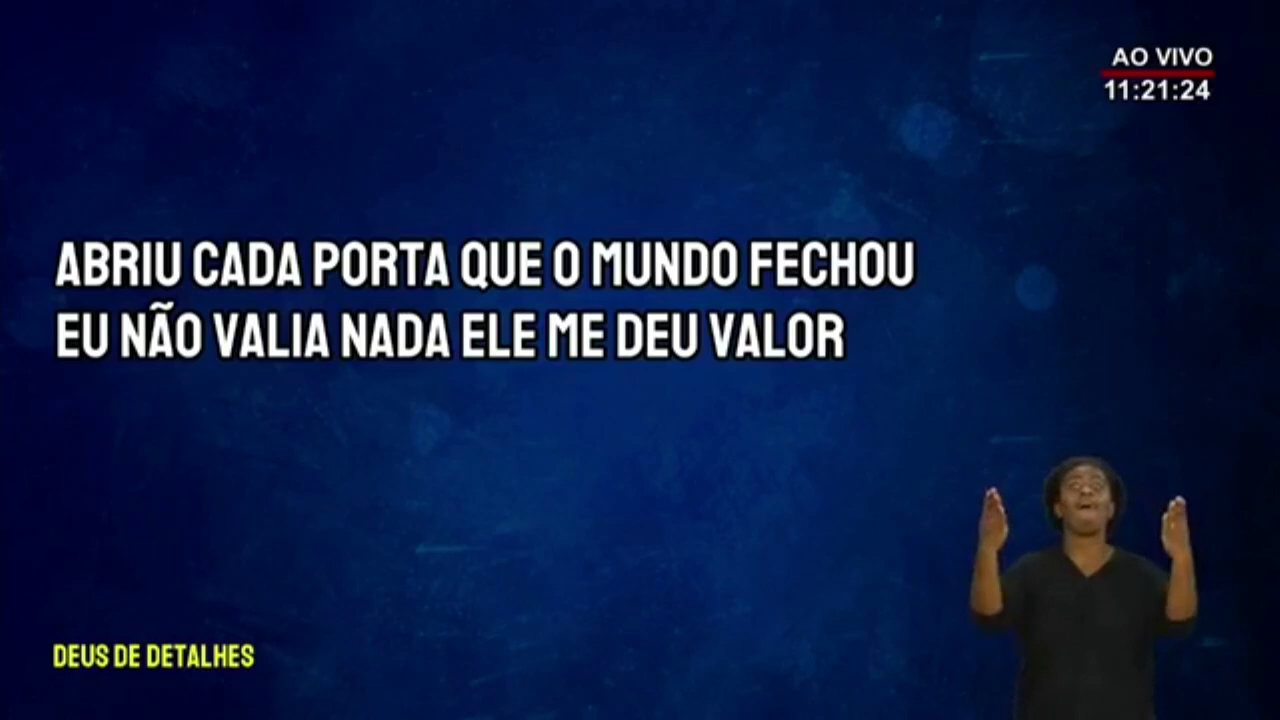 AO VIVO
11:21:24
ABRIU CADA PORTA QUE O MUNDO FECHOU
EU NÃO VALIA NADA ELE ME DEU VALOR
DEUS DE DETALHES